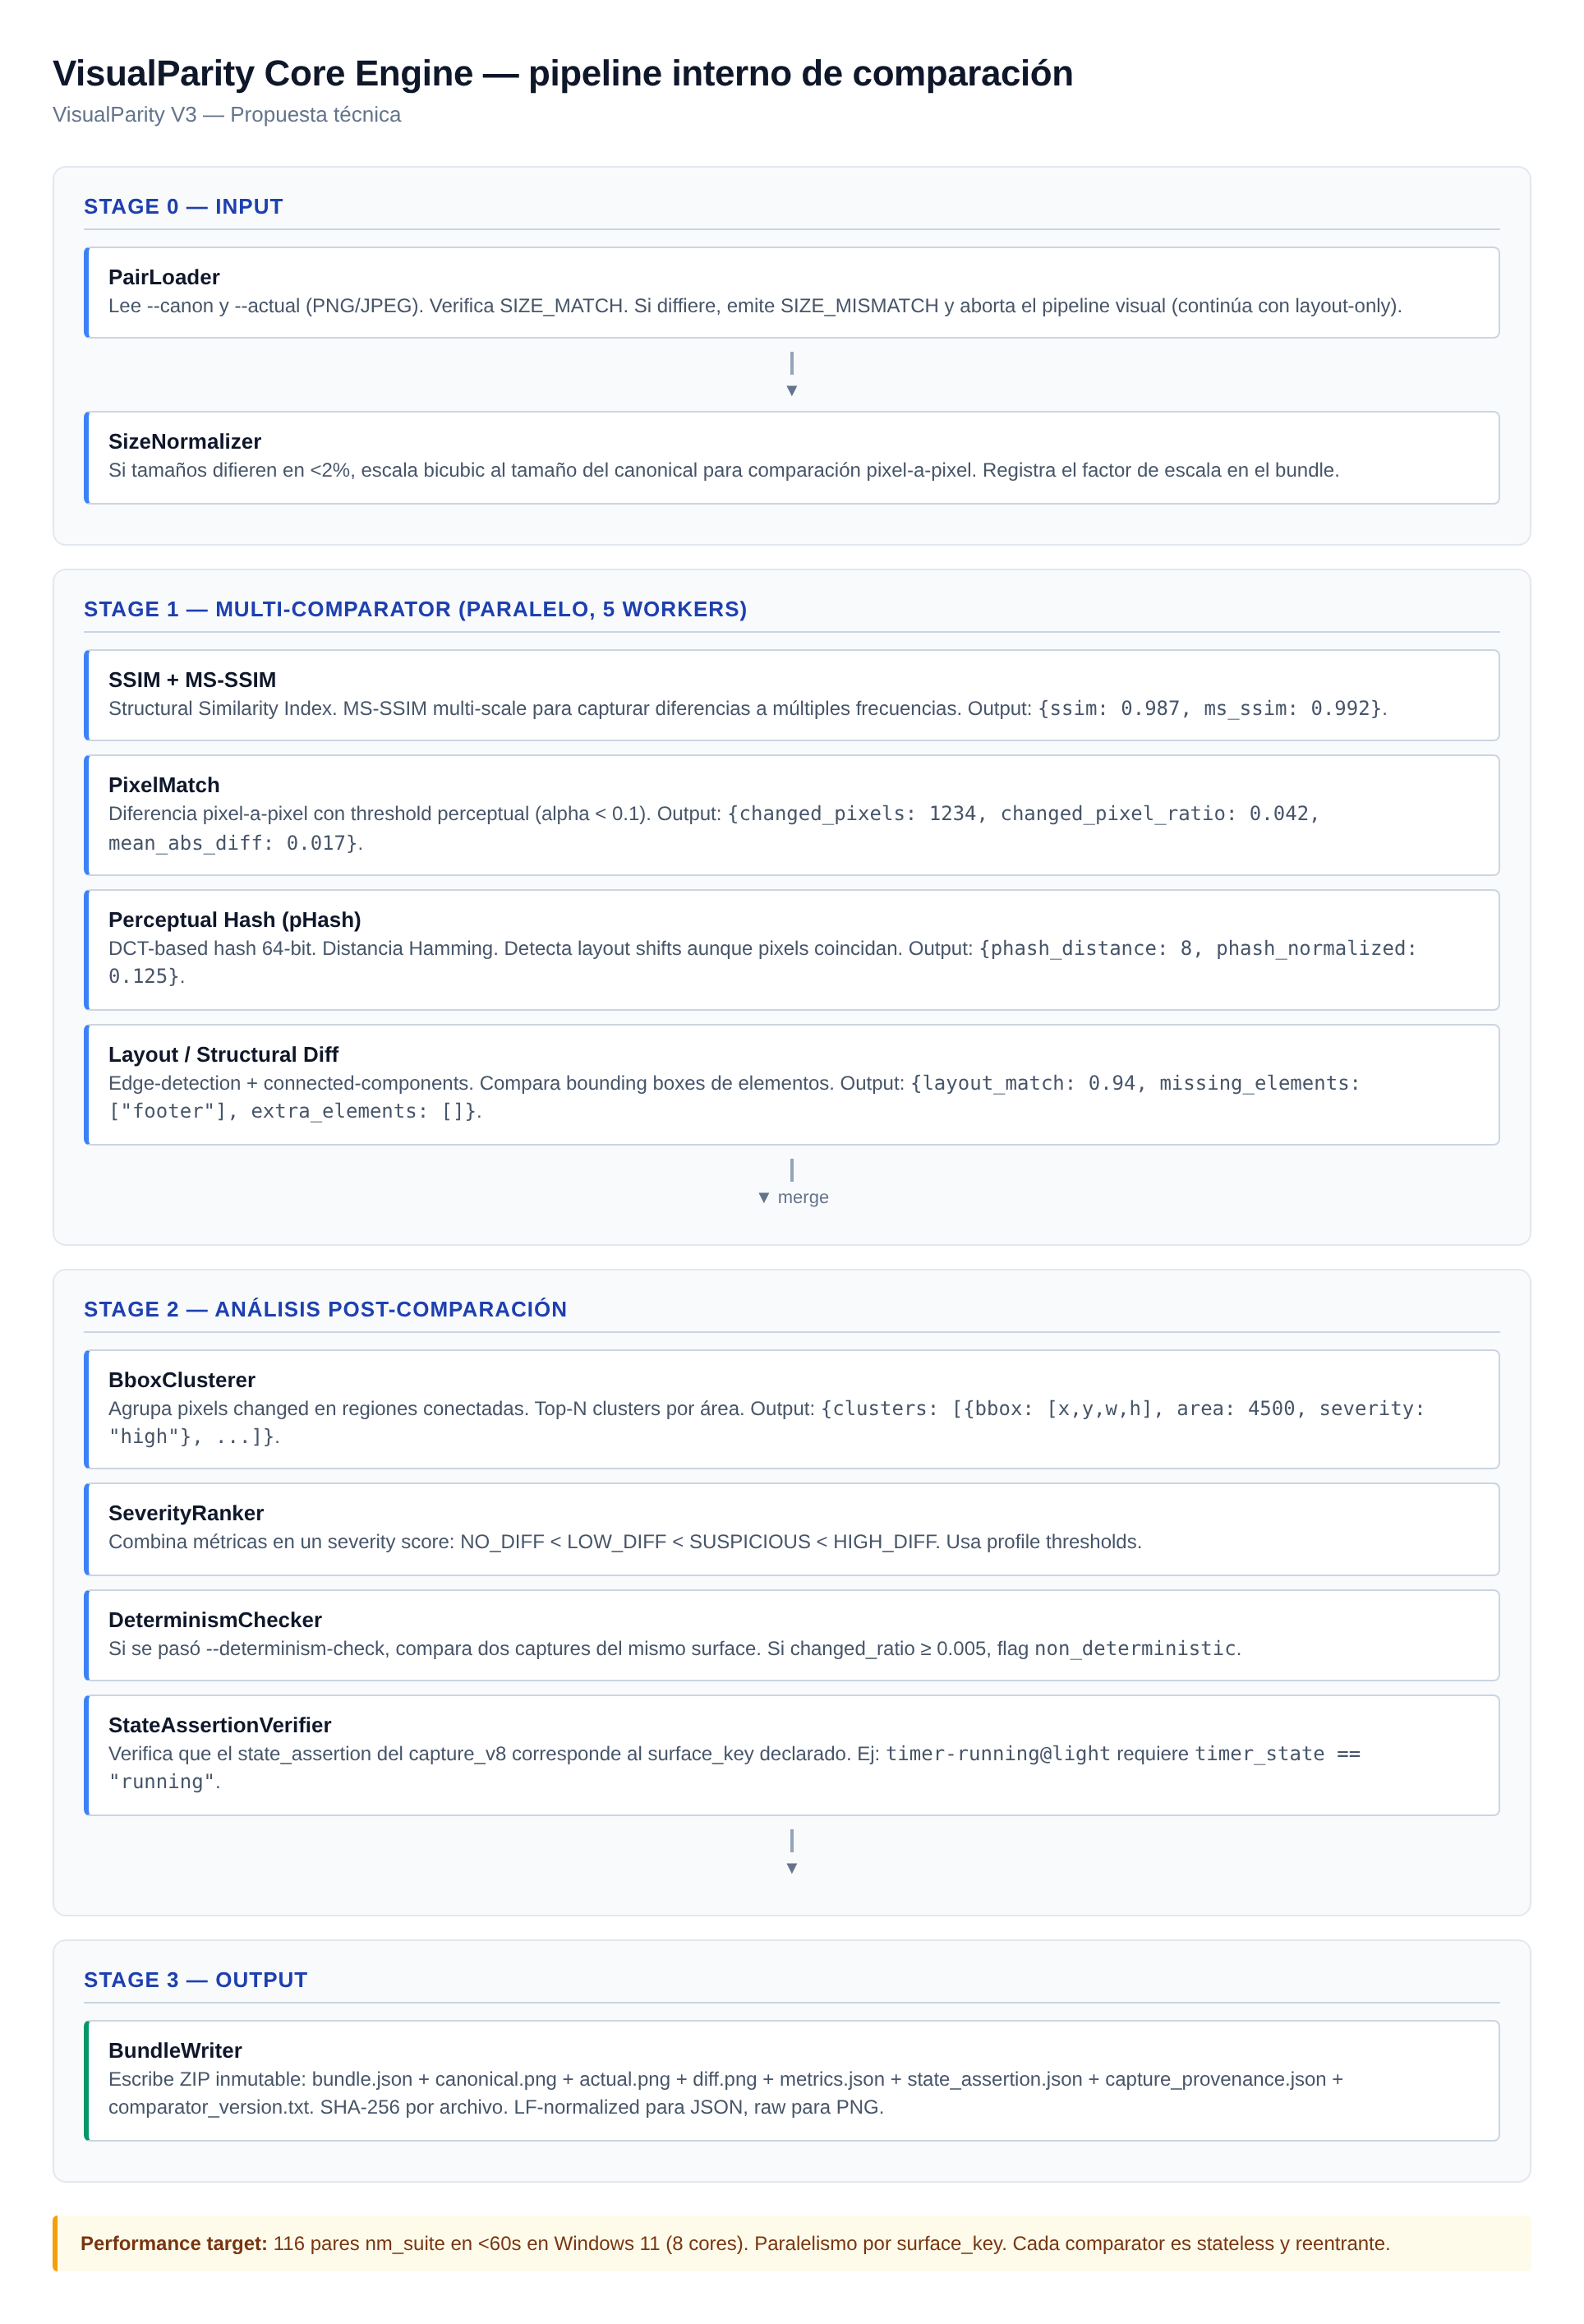 VisualParity Core Engine — pipeline interno de comparación
VisualParity V3 — Propuesta técnica
STAGE 0 — INPUT
PairLoader
Lee --canon y --actual (PNG/JPEG). Verifica SIZE_MATCH. Si diffiere, emite SIZE_MISMATCH y aborta el pipeline visual (continúa con layout-only).
▼
SizeNormalizer
Si tamaños difieren en <2%, escala bicubic al tamaño del canonical para comparación pixel-a-pixel. Registra el factor de escala en el bundle.
STAGE 1 — MULTI-COMPARATOR (PARALELO, 5 WORKERS)
SSIM + MS-SSIM
Structural Similarity Index. MS-SSIM multi-scale para capturar diferencias a múltiples frecuencias. Output: {ssim: 0.987, ms_ssim: 0.992}.
PixelMatch
Diferencia pixel-a-pixel con threshold perceptual (alpha < 0.1). Output: {changed_pixels: 1234, changed_pixel_ratio: 0.042,
mean_abs_diff: 0.017}.
Perceptual Hash (pHash)
DCT-based hash 64-bit. Distancia Hamming. Detecta layout shifts aunque pixels coincidan. Output: {phash_distance: 8, phash_normalized:
0.125}.
Layout / Structural Diff
Edge-detection + connected-components. Compara bounding boxes de elementos. Output: {layout_match: 0.94, missing_elements:
["footer"], extra_elements: []}.
▼ merge
STAGE 2 — ANÁLISIS POST-COMPARACIÓN
BboxClusterer
Agrupa pixels changed en regiones conectadas. Top-N clusters por área. Output: {clusters: [{bbox: [x,y,w,h], area: 4500, severity:
"high"}, ...]}.
SeverityRanker
Combina métricas en un severity score: NO_DIFF < LOW_DIFF < SUSPICIOUS < HIGH_DIFF. Usa profile thresholds.
DeterminismChecker
Si se pasó --determinism-check, compara dos captures del mismo surface. Si changed_ratio ≥ 0.005, flag non_deterministic.
StateAssertionVerifier
Verifica que el state_assertion del capture_v8 corresponde al surface_key declarado. Ej: timer-running@light requiere timer_state ==
"running".
▼
STAGE 3 — OUTPUT
BundleWriter
Escribe ZIP inmutable: bundle.json + canonical.png + actual.png + diff.png + metrics.json + state_assertion.json + capture_provenance.json +
comparator_version.txt. SHA-256 por archivo. LF-normalized para JSON, raw para PNG.
Performance target: 116 pares nm_suite en <60s en Windows 11 (8 cores). Paralelismo por surface_key. Cada comparator es stateless y reentrante.